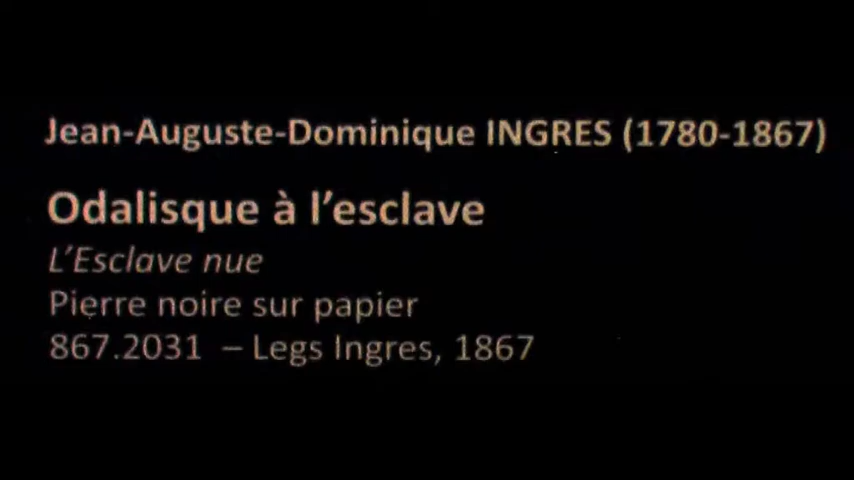 Jean-Auguste-Dominique INGRES (1780-1867)
Odalisque à l’esclave
L’Esclave nue
Pierre noire sur papier
867.2031 – Legs Ingres, 1867